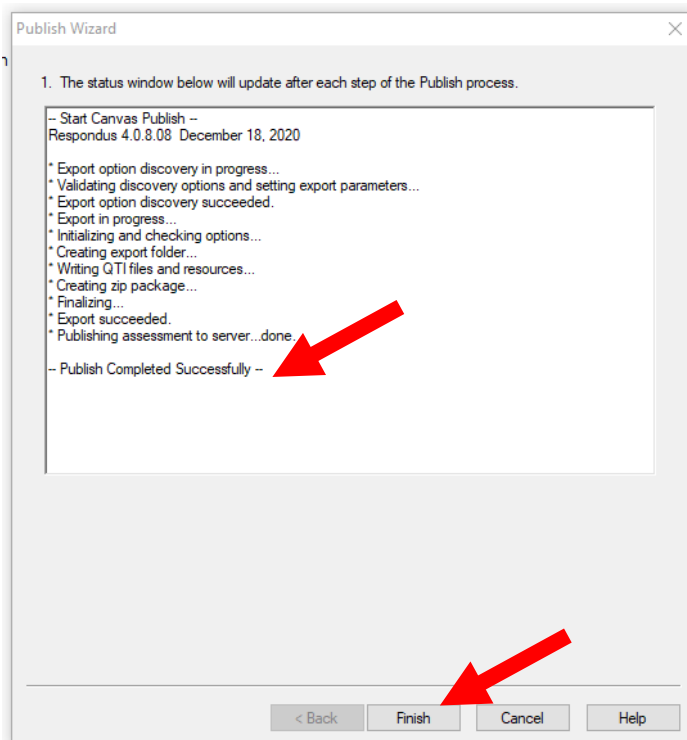 Publish Wizard
1. The status window below will update after each step of the Publish process.
-- Start Canvas Publish --
Respondus 4.0.8.08 December 18, 2020
* Export option discovery in progress...
* Validating discovery options and setting export parameters...
* Export option discovery succeeded.
* Export in progress...
* Initializing and checking options...
* Creating export folder...
* Writing QTI files and resources...
* Creating zip package...
* Finalizing...
* Export succeeded.
* Publishing assessment to server...done.
-- Publish Completed Successfully --
< Back Finish Cancel Help